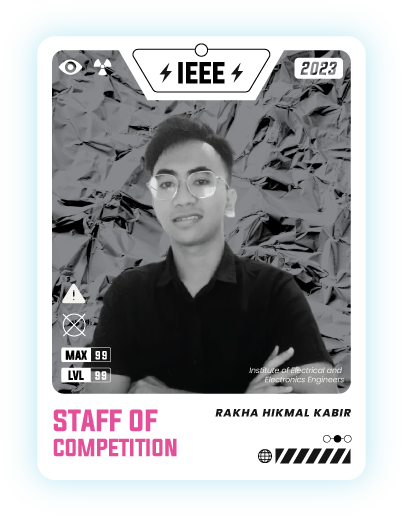 IEEE
2023
MAX 99
LVL 99
Institute of Electrical and
Electronics Engineers
STAFF OF
COMPETITION
RAKHA HIKMAL KABIR